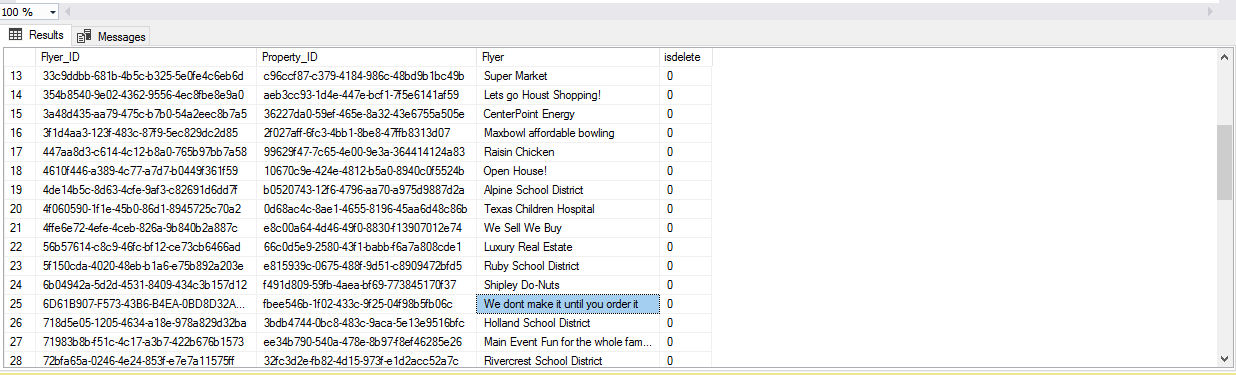 100 %
Results Messages
Flyer_ID Property_ID Flyer isdelete
13 33c9ddbb-681b-4b5c-b325-5e0fe4c6eb6d c96ccf87-c379-4184-986c-48bd9b1bc49b Super Market 0
14 354b8540-9e02-4362-9556-4ec8fbe8e9a0 aeb3cc93-1d4e-447e-bcf1-7f5e6141af59 Lets go Houst Shopping! 0
15 3a48d435-aa79-475c-b7b0-54a2eec8b7a5 36227da0-59ef-465e-8a32-43e6755a505e CenterPoint Energy 0
16 3f1d4aa3-123f-483c-87f9-5ec829dc2d85 2f027aff-6fc3-4bb1-8be8-47ffb8313d07 Maxbowl affordable bowling 0
17 447aa8d3-c614-4c12-b8a0-765b97bb7a58 99629f47-7c65-4e00-9e3a-364414124a83 Raisin Chicken 0
18 4610f446-a389-4c77-a7d7-b0449f361f59 10670c9e-424e-4812-b5a0-8940c0f5524b Open House! 0
19 4de14b5c-8d63-4cfe-9af3-c82691d6dd7f b0520743-12f6-4796-aa70-a975d9887d2a Alpine School District 0
20 4f060590-1f1e-45b0-86d1-8945725c70a2 0d68ac4c-8ae1-4655-8196-45aa6d48c86b Texas Children Hospital 0
21 4ffe6e72-4efe-4ceb-826a-9b840b2a887c e8c00a64-4d46-49f0-8830-f13907012e74 We Sell We Buy 0
22 56b57614-c8c9-46fc-bf12-ce73cb6466ad 66c0d5e9-2580-43f1-babb-f6a7a808cde1 Luxury Real Estate 0
23 5f150cda-4020-48eb-b1a6-e75b892a203e e815939c-0675-488f-9d51-c8909472bfd5 Ruby School District 0
24 6b04942a-5d2d-4531-8409-434c3b157d12 f491d809-59fb-4aea-bf69-773845170f37 Shipley Do-Nuts 0
25 6D61B907-F573-43B6-B4EA-0BD8D32A... fbee546b-1f02-433c-9f25-04f98b5fb06c We dont make it until you order it 0
26 718d5e05-1205-4634-a18e-978a829d32ba 3bdb4744-0bc8-483c-9aca-5e13e9516bfc Holland School District 0
27 71983b8b-f51c-4c17-a3b7-422b676b1573 ee34b790-540a-478e-8b97-f8ef46285e26 Main Event Fun for the whole fam... 0
28 72bfa65a-0246-4e24-853f-e7e7a11575ff 32fc3d2e-fb82-4d15-973f-e1d2acc52a7c Rivercrest School District 0